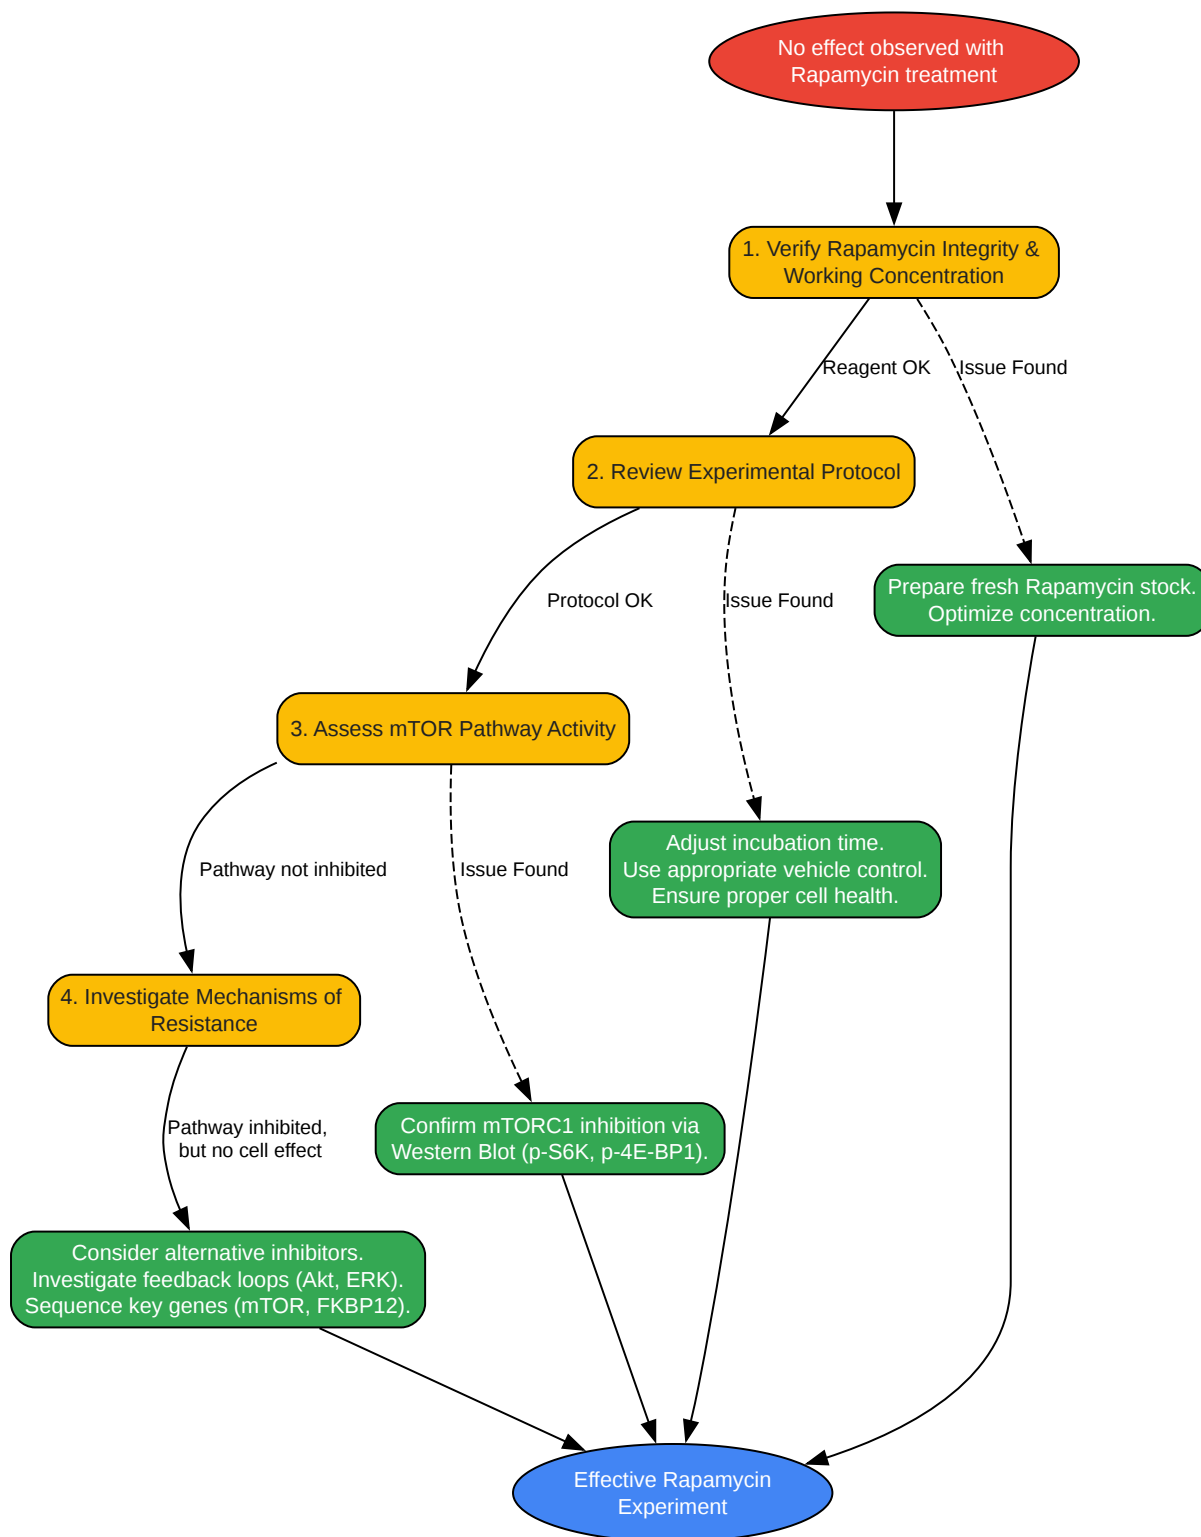 No effect observed with
Rapamycin treatment
1. Verify Rapamycin Integrity &
Working Concentration
Reagent OK
Issue Found
2. Review Experimental Protocol
Prepare fresh Rapamycin stock.
Optimize concentration.
Protocol OK
Issue Found
3. Assess mTOR Pathway Activity
Adjust incubation time.
Use appropriate vehicle control.
Ensure proper cell health.
Pathway not inhibited
Issue Found
4. Investigate Mechanisms of
Resistance
Confirm mTORC1 inhibition via
Western Blot (p-S6K, p-4E-BP1).
Pathway inhibited,
but no cell effect
Consider alternative inhibitors.
Investigate feedback loops (Akt, ERK).
Sequence key genes (mTOR, FKBP12).
Effective Rapamycin
Experiment